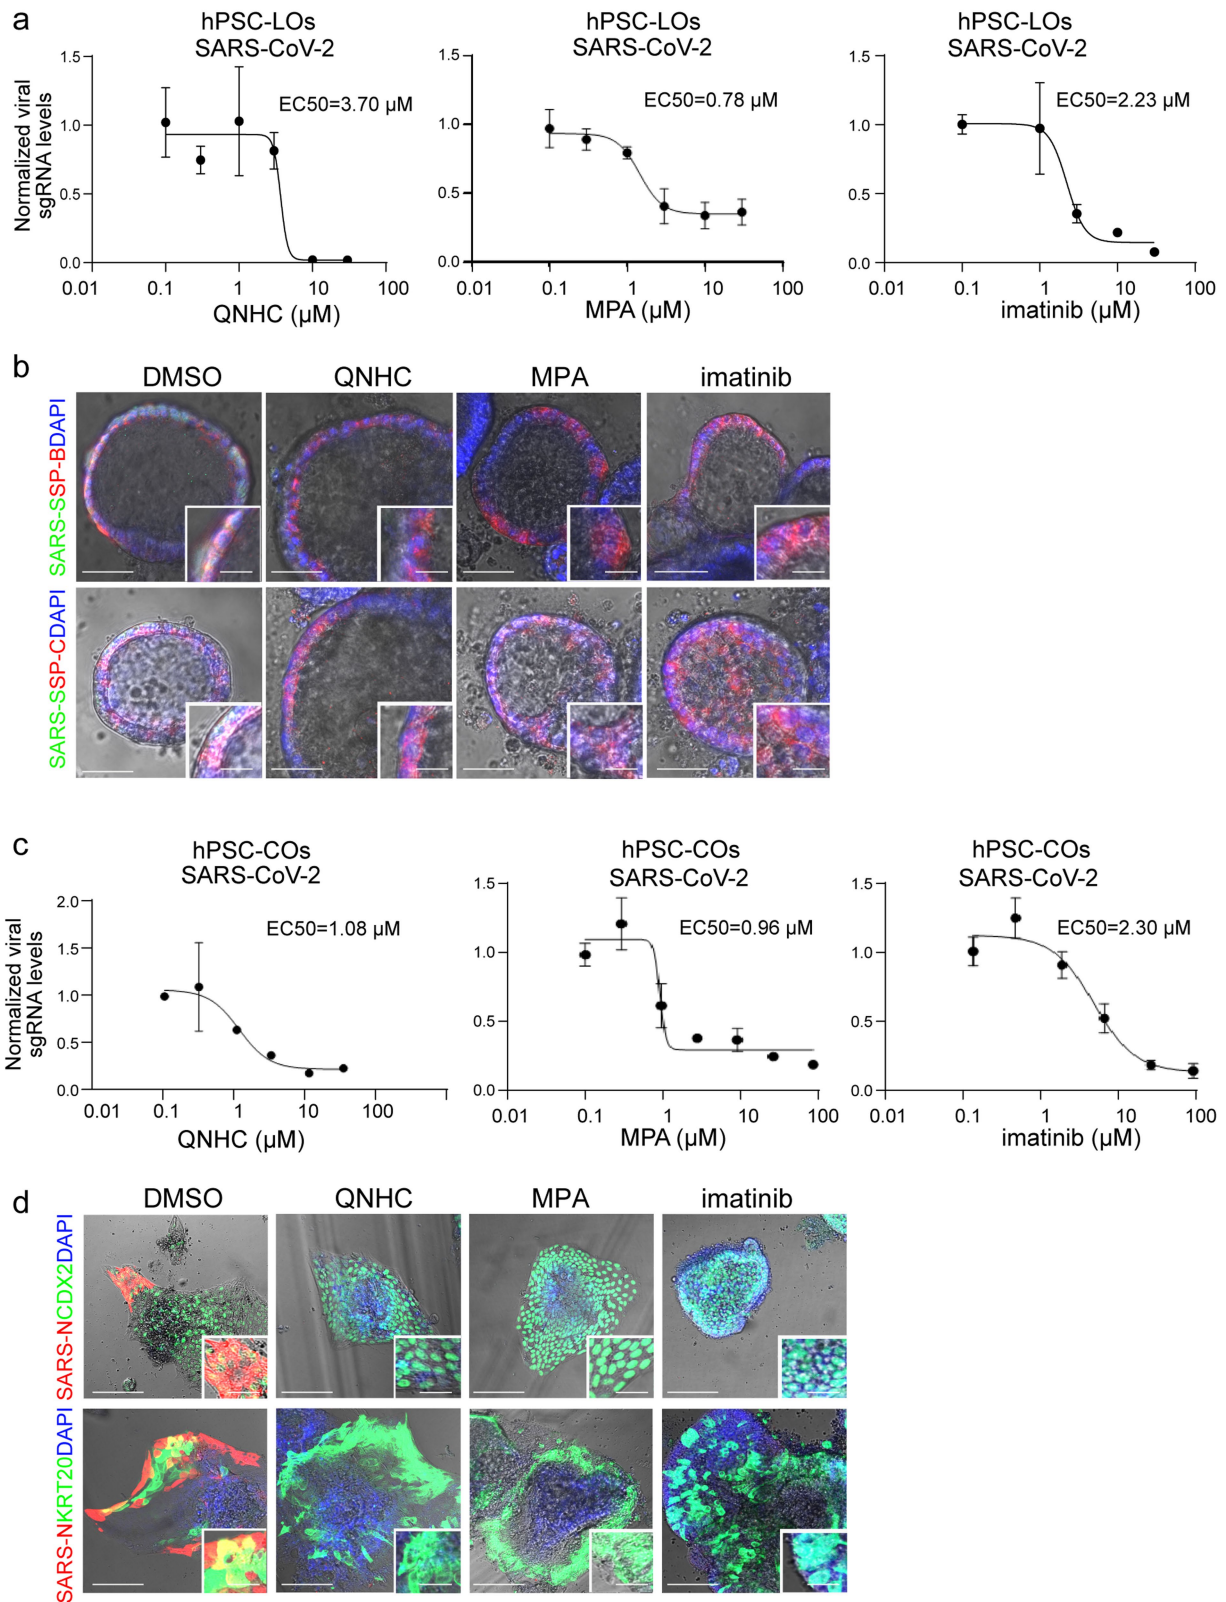 a
hPSC-LOs
SARS-CoV-2
hPSC-LOs
SARS-CoV-2
hPSC-LOs
SARS-CoV-2
Normalized viral
sgRNA levels
1.5
1.0
0.5
0.0
EC50=3.70 µM
0.01 0.1 1 10 100
QNHC (µM)
1.5
1.0
0.5
0.0
EC50=0.78 µM
0.01 0.1 1 10 100
MPA (µM)
1.5
1.0
0.5
0.0
EC50=2.23 µM
0.01 0.1 1 10 100
imatinib (µM)
b
DMSO QNHC MPA imatinib
SARS-SSP-BDAPI
SARS-SSP-CDAPI
c
hPSC-COs
SARS-CoV-2
hPSC-COs
SARS-CoV-2
hPSC-COs
SARS-CoV-2
Normalized viral
sgRNA levels
2.0
1.5
1.0
0.5
0.0
EC50=1.08 µM
0.01 0.1 1 10 100
QNHC (µM)
1.5
1.0
0.5
0.0
EC50=0.96 µM
0.01 0.1 1 10 100
MPA (µM)
1.5
1.0
0.5
0.0
EC50=2.30 µM
0.01 0.1 1 10 100
imatinib (µM)
d
DMSO QNHC MPA imatinib
SARS-NCDX2DAPI
SARS-NKRT20DAPI